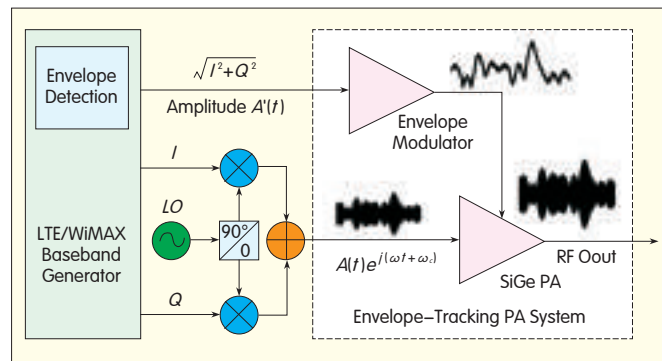 Envelope
Detection
√I²+Q²
Amplitude A'(t)
Envelope
Modulator
I
LO
90°
0
LTE/WiMAX
Baseband
Generator
Q
A(t)e^j(ωt+ω_c)
SiGe PA
RF Oout
Envelope-Tracking PA System